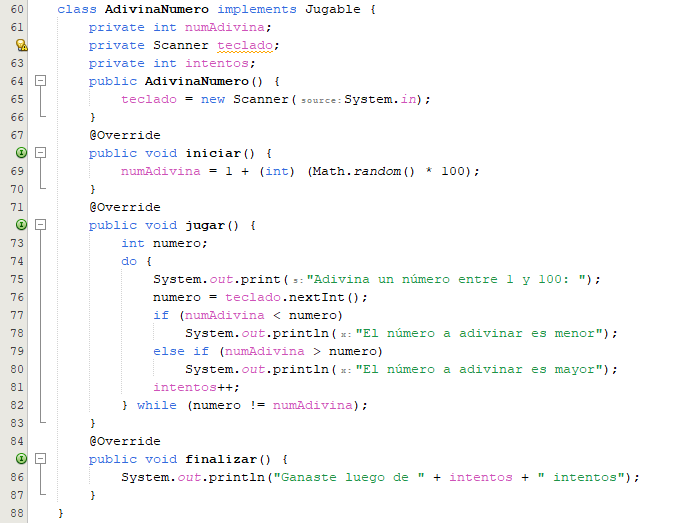 60 class AdivinaNumero implements Jugable {
61 private int numAdivina;
private Scanner teclado;
63 private int intentos;
64 public AdivinaNumero() {
65 teclado = new Scanner( source: System.in);
66 }
67 @Override
public void iniciar() {
69 numAdivina = 1 + (int) (Math.random() * 100);
70 }
71 @Override
public void jugar() {
73 int numero;
74 do {
75 System.out.print( s: "Adivina un número entre 1 y 100: ");
76 numero = teclado.nextInt();
77 if (numAdivina < numero)
78 System.out.println( x: "El número a adivinar es menor");
79 else if (numAdivina > numero)
80 System.out.println( x: "El número a adivinar es mayor");
81 intentos++;
82 } while (numero != numAdivina);
83 }
84 @Override
public void finalizar() {
86 System.out.println("Ganaste luego de " + intentos + " intentos");
87 }
88 }